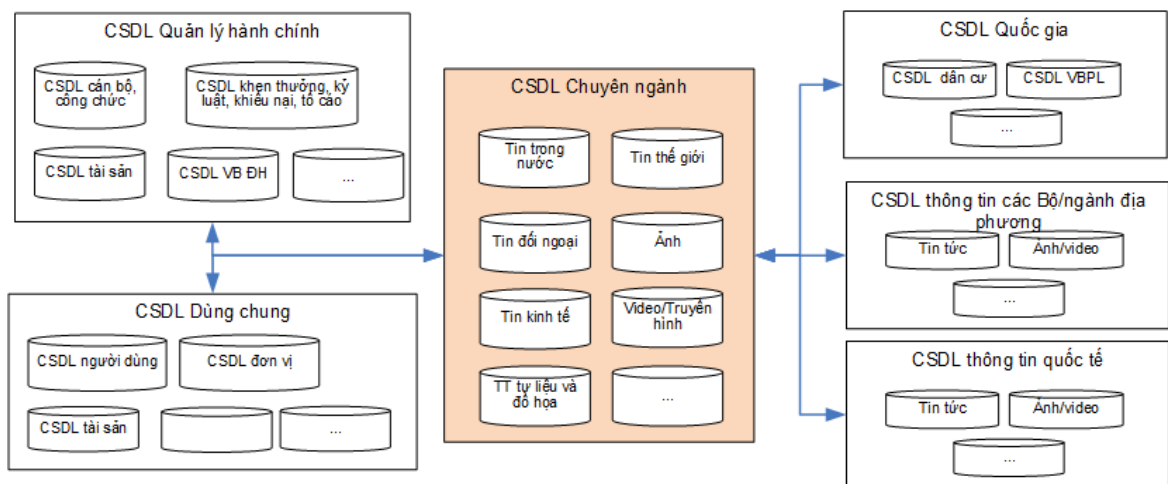 CSDL Quản lý hành chính
CSDL cán bộ,
công chức
CSDL khen thưởng, kỷ
luật, khiếu nại, tố cáo
CSDL tài sản
CSDL VB ĐH
...
CSDL Dùng chung
CSDL người dùng
CSDL đơn vị
CSDL tài sản
...
CSDL Chuyên ngành
Tin trong
nước
Tin thế giới
Tin đối ngoại
Ảnh
Tin kinh tế
Video/Truyền
hình
TT tự liệu và
đồ họa
...
CSDL Quốc gia
CSDL dân cư
CSDL VBPL
...
CSDL thông tin các Bộ/ngành địa
phương
Tin tức
Ảnh/video
...
CSDL thông tin quốc tế
Tin tức
Ảnh/video
...